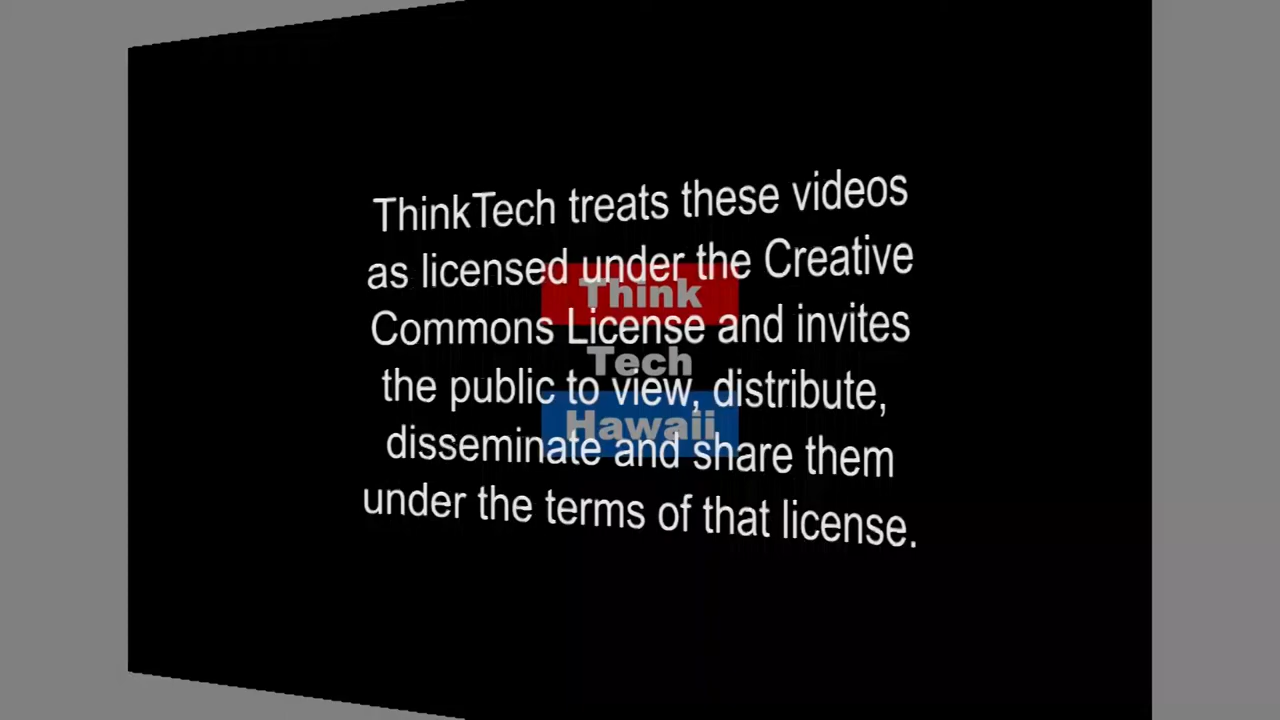 ThinkTech treats these videos
as licensed under the Creative
Think
Commons License and invites
Tech
the public to view, distribute,
Hawaii
disseminate and share them
under the terms of that license.